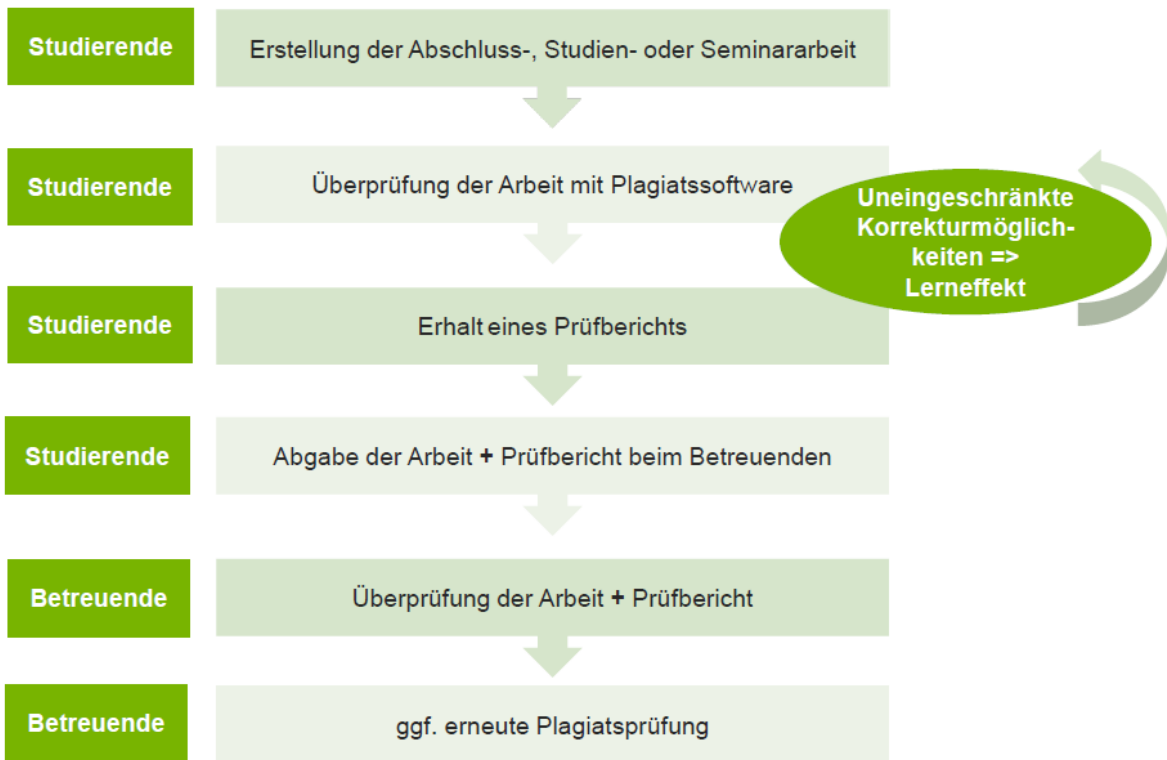 Studierende
Erstellung der Abschluss-, Studien- oder Seminararbeit
Studierende
Überprüfung der Arbeit mit Plagiatssoftware
Uneingeschränkte
Korrekturmöglich-
keiten =>
Lerneffekt
Studierende
Erhalt eines Prüfberichts
Studierende
Abgabe der Arbeit + Prüfbericht beim Betreuenden
Betreuende
Überprüfung der Arbeit + Prüfbericht
Betreuende
ggf. erneute Plagiatsprüfung